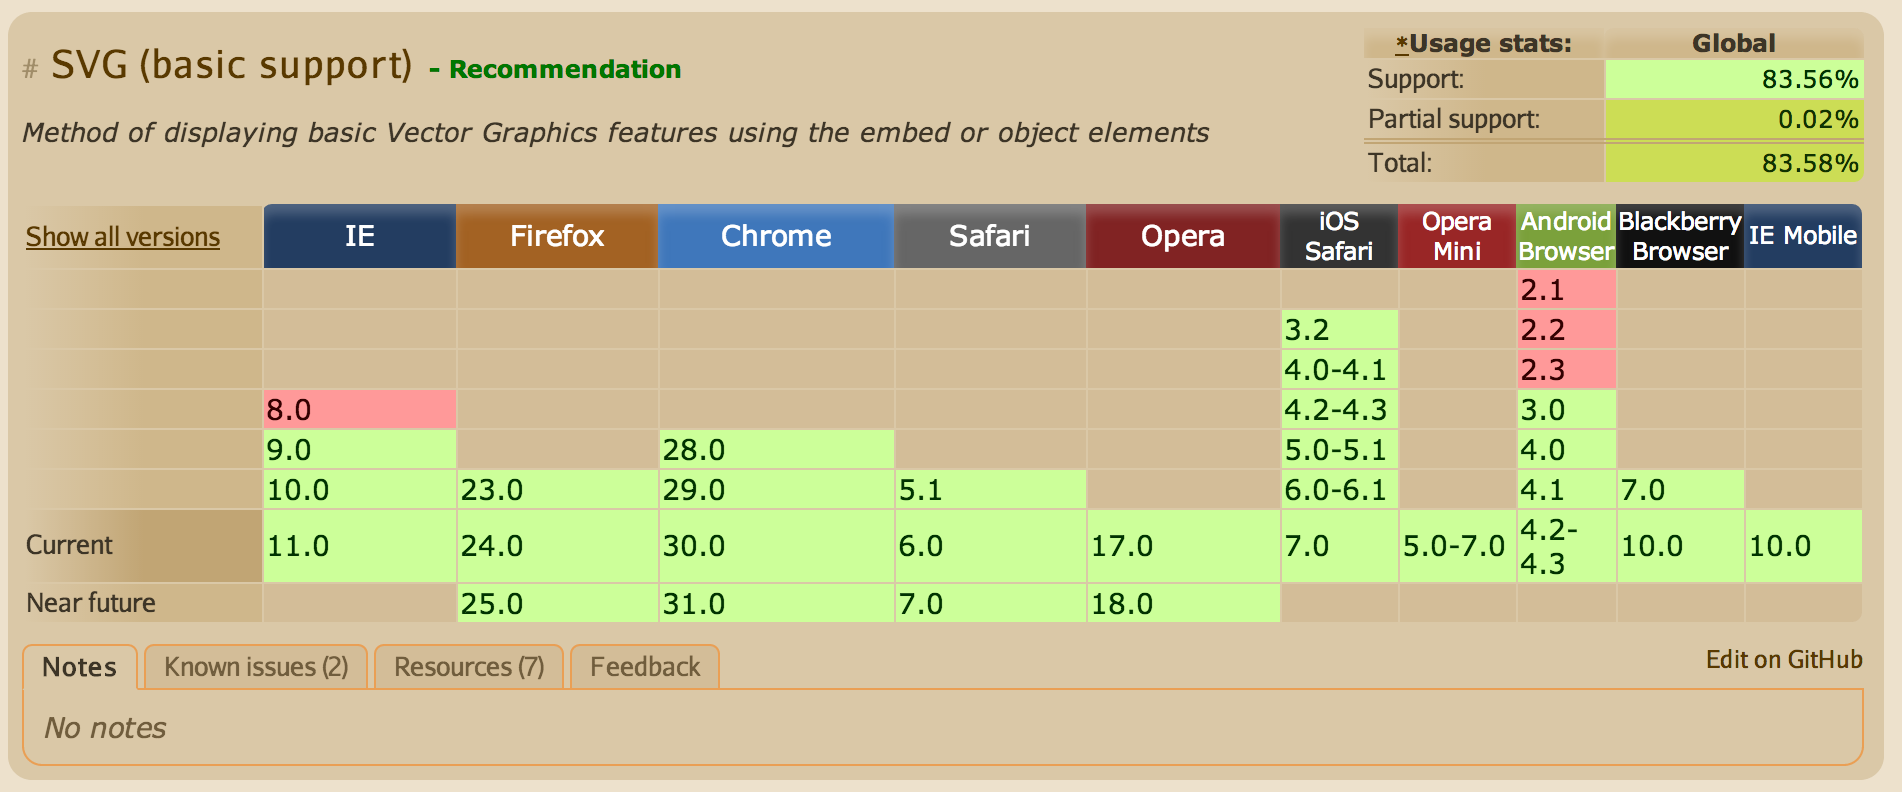 # SVG (basic support) - Recommendation
*Usage stats: Global
Support: 83.56%
Partial support: 0.02%
Total: 83.58%
Method of displaying basic Vector Graphics features using the embed or object elements
Show all versions IE Firefox Chrome Safari Opera iOS Safari Opera Mini Android Browser Blackberry Browser IE Mobile
2.1
3.2 2.2
4.0-4.1 2.3
8.0 4.2-4.3 3.0
9.0 28.0 5.0-5.1 4.0
10.0 23.0 29.0 5.1 6.0-6.1 4.1 7.0
Current 11.0 24.0 30.0 6.0 17.0 7.0 5.0-7.0 4.2-4.3 10.0 10.0
Near future 25.0 31.0 7.0 18.0
Notes Known issues (2) Resources (7) Feedback Edit on GitHub
No notes